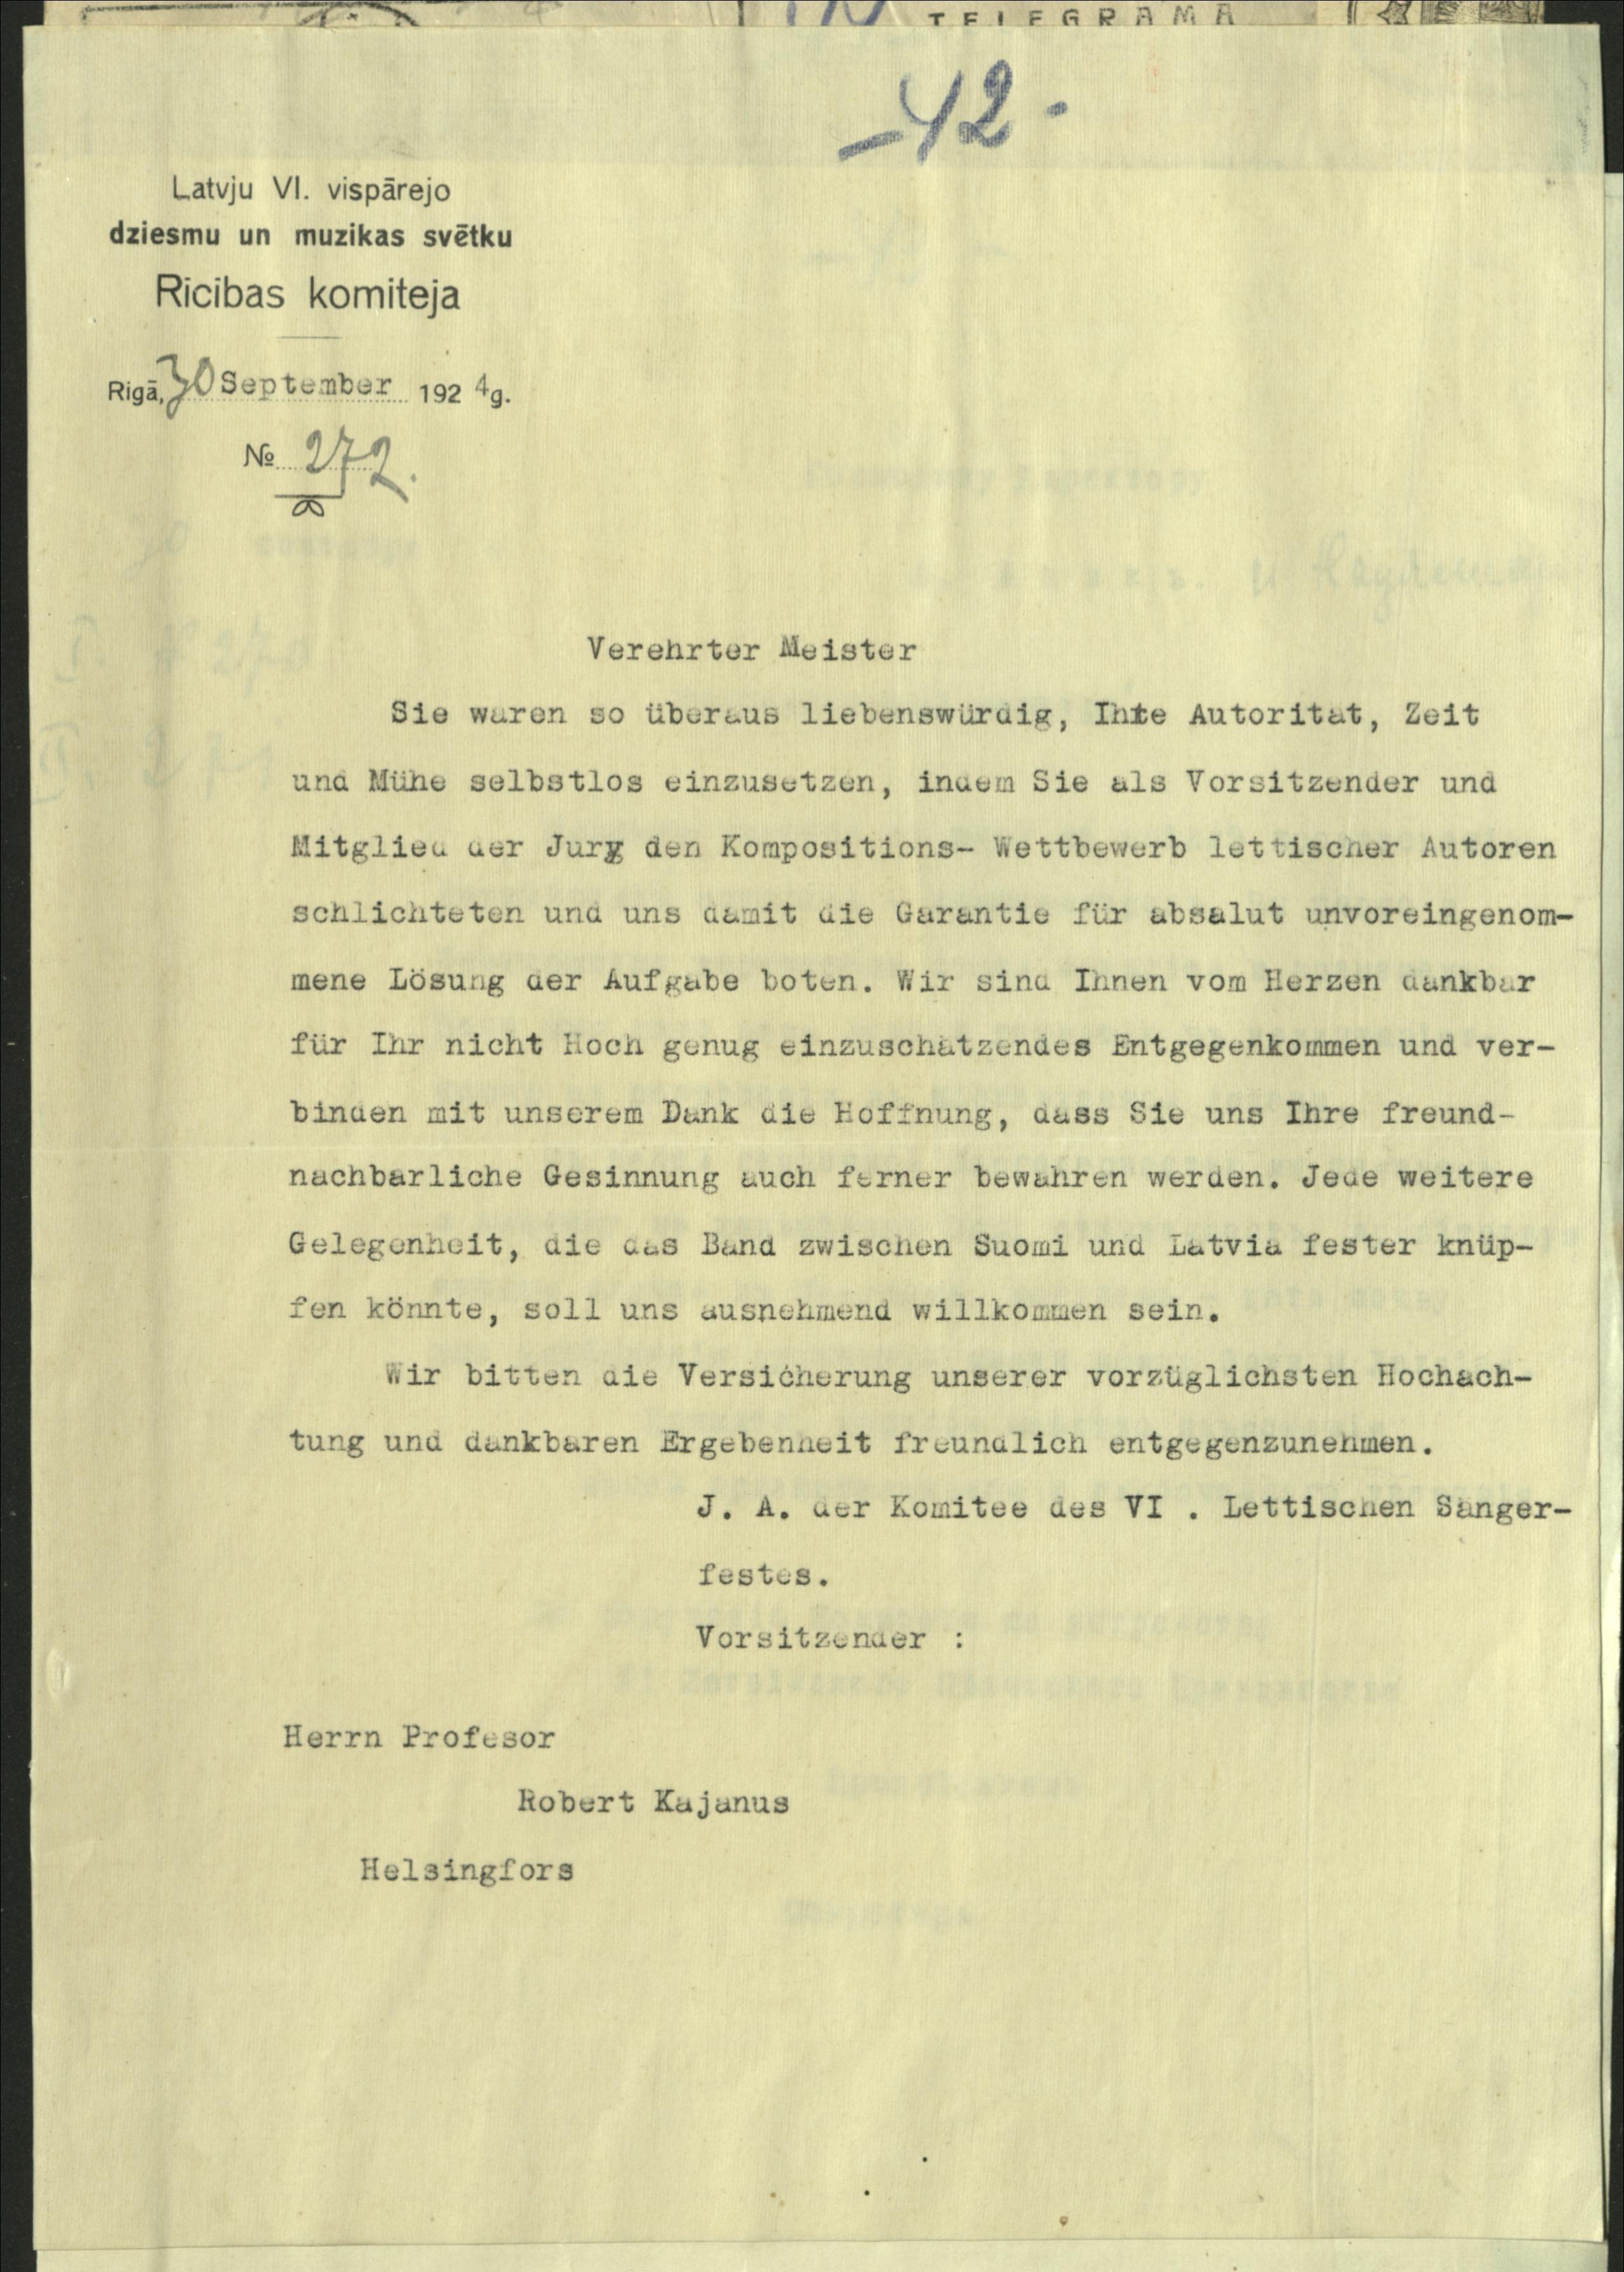 TELEGRAMA
-42-
Latvju VI. vispārejo
dziesmu un muzikas svētku
Rīcibas komiteja
Rigā, 30 September 1924g.
№ 272.
Verehrter Meister
Sie waren so überaus liebenswürdig, Ihre Autoritat, Zeit
und Mühe selbstlos einzusetzen, indem Sie als Vorsitzender und
Mitglied der Jury den Kompositions- Wettbewerb lettischer Autoren
schlichteten und uns damit die Garantie für absalut unvoreingenom-
mene Lösung der Aufgabe boten. Wir sind Ihnen vom Herzen dankbar
für Ihr nicht Hoch genug einzuschätzendes Entgegenkommen und ver-
binden mit unserem Dank die Hoffnung, dass Sie uns Ihre freund-
nachbarliche Gesinnung auch ferner bewahren werden. Jede weitere
Gelegenheit, die das Band zwischen Suomi und Latvia fester knüp-
fen könnte, soll uns ausnehmend willkommen sein.
Wir bitten die Versicherung unserer vorzüglichsten Hochach-
tung und dankbaren Ergebenheit freundlich entgegenzunehmen.
J. A. der Komitee des VI . Lettischen Sänger-
festes.
Vorsitzender :
Herrn Profesor
Robert Kajanus
Helsingfors